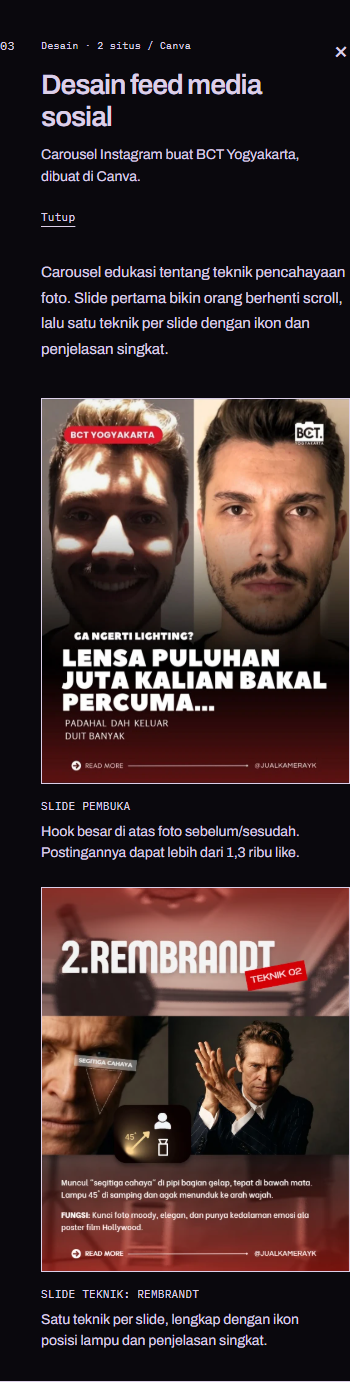 03
Desain · 2 situs / Canva
×
Desain feed media
sosial
Carousel Instagram buat BCT Yogyakarta,
dibuat di Canva.
Tutup
Carousel edukasi tentang teknik pencahayaan
foto. Slide pertama bikin orang berhenti scroll,
lalu satu teknik per slide dengan ikon dan
penjelasan singkat.
BCT YOGYAKARTA
BCT.
YOGYAKARTA
GA NGERTI LIGHTING?
LENSA PULUHAN
JUTA KALIAN BAKAL
PERCUMA...
PADAHAL DAH KELUAR
DUIT BANYAK
READ MORE
@JUALKAMERAYK
SLIDE PEMBUKA
Hook besar di atas foto sebelum/sesudah.
Postingannya dapat lebih dari 1,3 ribu like.
2.REMBRANDT
TEKNIK 02
SEGITIGA CAHAYA
45°
Muncul "segitiga cahaya" di pipi bagian gelap, tepat di bawah mata.
Lampu 45° di samping dan agak menunduk ke arah wajah.
FUNGSI: Kunci foto moody, elegan, dan punya kedalaman emosi ala
poster film Hollywood.
READ MORE
@JUALKAMERAYK
SLIDE TEKNIK: REMBRANDT
Satu teknik per slide, lengkap dengan ikon
posisi lampu dan penjelasan singkat.